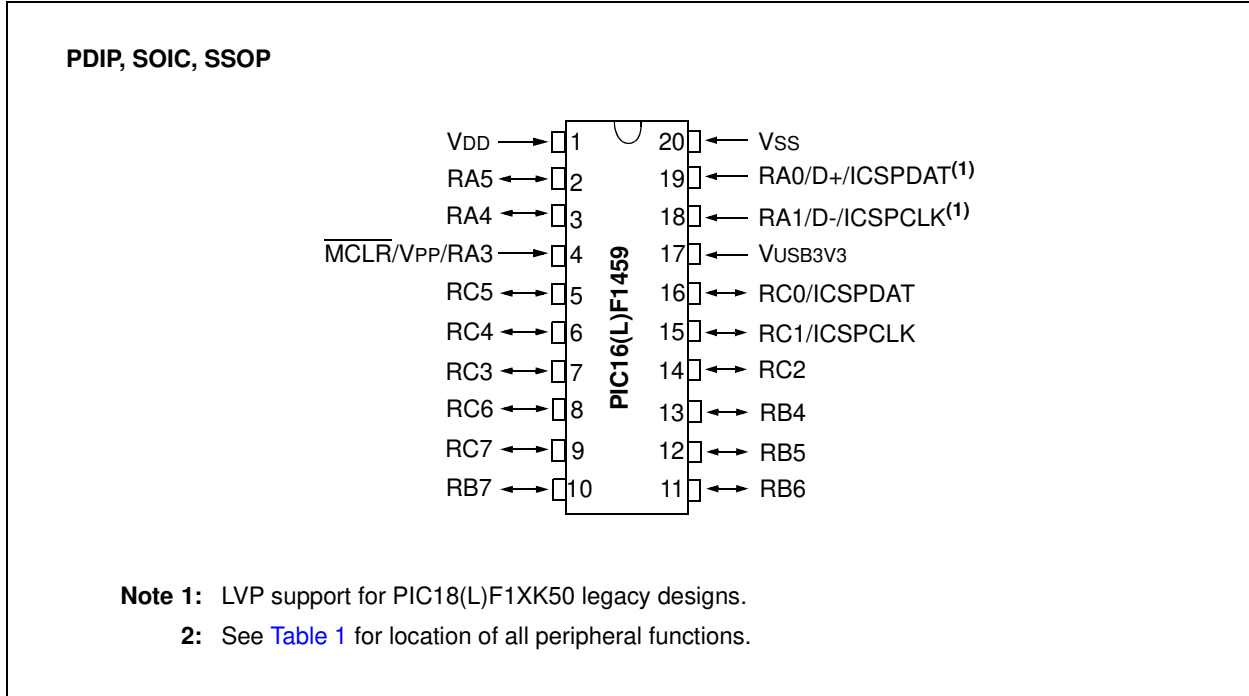 PDIP, SOIC, SSOP
VDD 1 20 VSS
RA5 2 19 RA0/D+/ICSPDAT(1)
RA4 3 18 RA1/D-/ICSPCLK(1)
MCLR/VPP/RA3 4 17 VUSB3V3
RC5 5 16 RC0/ICSPDAT
RC4 6 15 RC1/ICSPCLK
RC3 7 14 RC2
RC6 8 13 RB4
RC7 9 12 RB5
RB7 10 11 RB6
PIC16(L)F1459
Note 1: LVP support for PIC18(L)F1XK50 legacy designs.
2: See Table 1 for location of all peripheral functions.